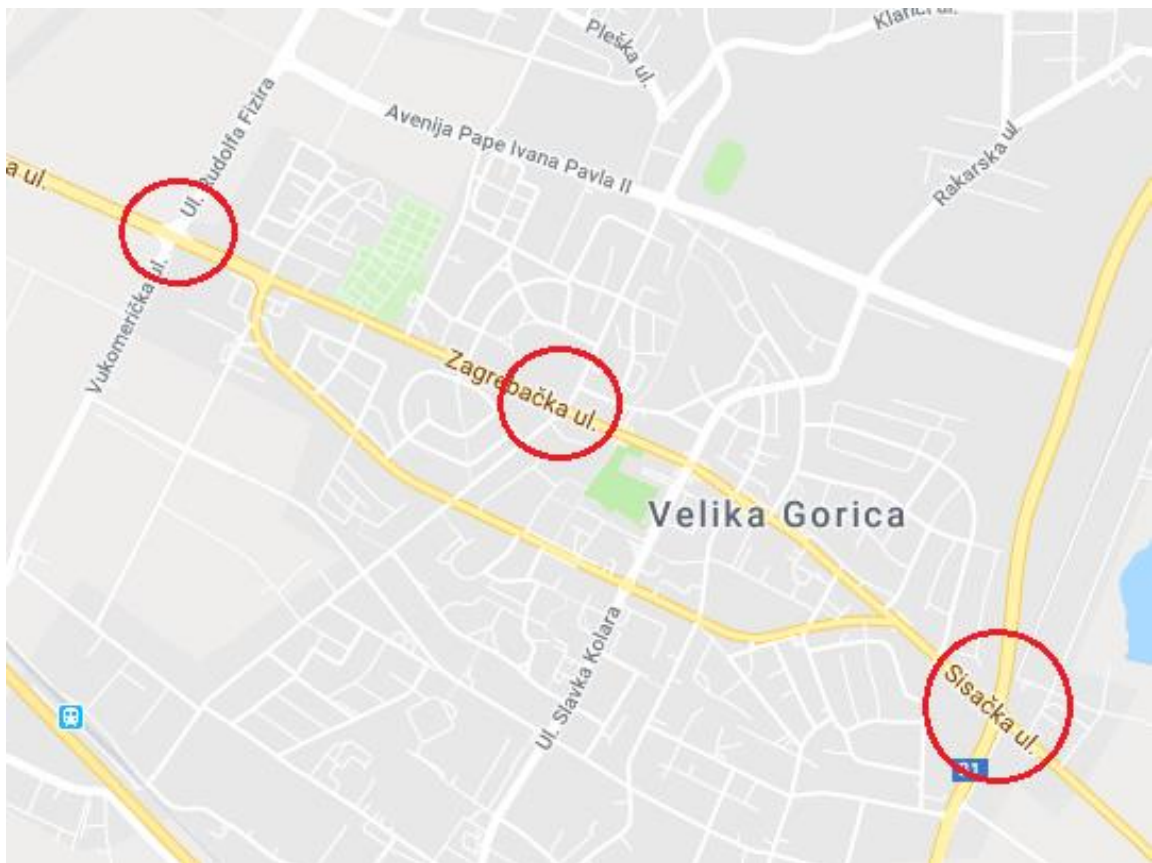 Pleška ul.
Ul. Rudolfa Fizira
Avenija Pape Ivana Pavla II
Rakarska ul
a ul.
Vukomerička ul.
Zagrebačka ul.
Velika Gorica
Ul. Slavka Kolara
Sisačka ul.